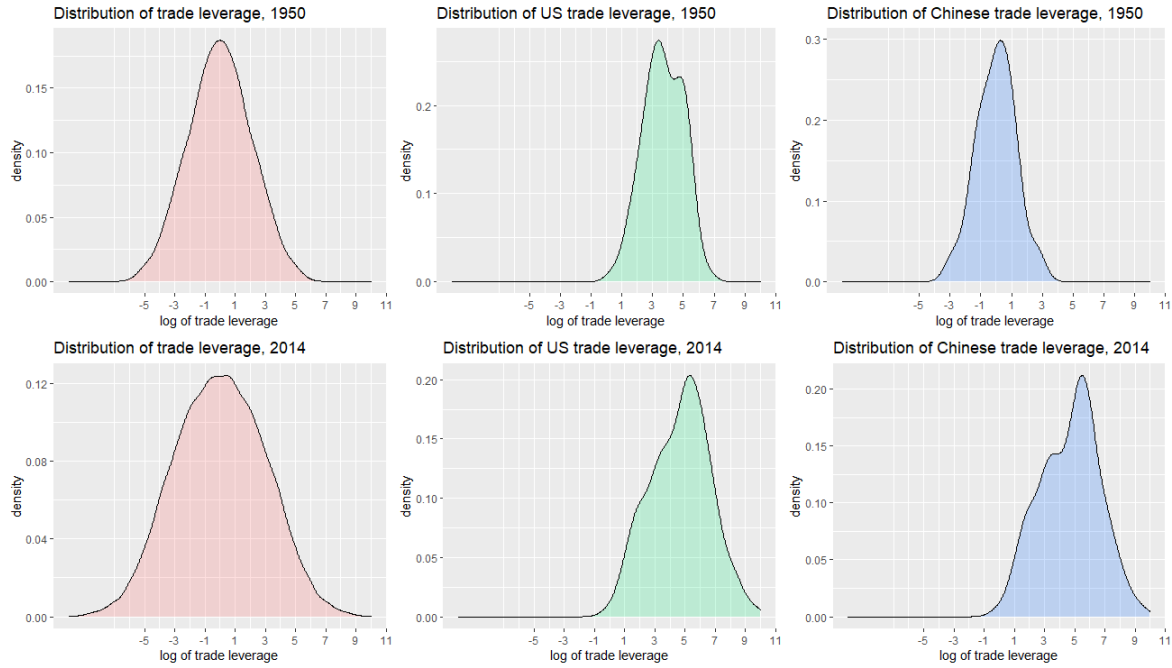 Distribution of trade leverage, 1950
0.15
0.10
0.05
0.00
density
-5 -3 -1 1 3 5 7 9 11
log of trade leverage
Distribution of US trade leverage, 1950
0.2
0.1
0.0
density
-5 -3 -1 1 3 5 7 9 11
log of trade leverage
Distribution of Chinese trade leverage, 1950
0.3
0.2
0.1
0.0
density
-5 -3 -1 1 3 5 7 9 11
log of trade leverage
Distribution of trade leverage, 2014
0.12
0.08
0.04
0.00
density
-5 -3 -1 1 3 5 7 9 11
log of trade leverage
Distribution of US trade leverage, 2014
0.20
0.15
0.10
0.05
0.00
density
-5 -3 -1 1 3 5 7 9 11
log of trade leverage
Distribution of Chinese trade leverage, 2014
0.20
0.15
0.10
0.05
0.00
density
-5 -3 -1 1 3 5 7 9 11
log of trade leverage